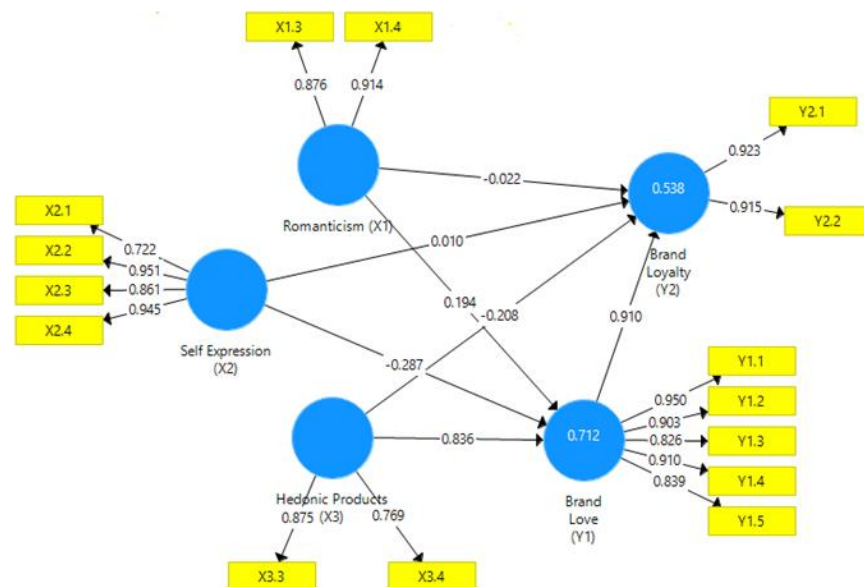 X1.3
X1.4
0.876
0.914
Romanticism (X1)
X2.1
X2.2
X2.3
X2.4
0.722
0.951
0.861
0.945
Self Expression
(X2)
-0.022
0.010
0.194
-0.208
-0.287
0.836
0.910
0.538
Brand
Loyalty
(Y2)
0.923
0.915
Y2.1
Y2.2
Hedonic Products
(X3)
0.875
0.769
X3.3
X3.4
0.712
Brand
Love
(Y1)
0.950
0.903
0.826
0.910
0.839
Y1.1
Y1.2
Y1.3
Y1.4
Y1.5